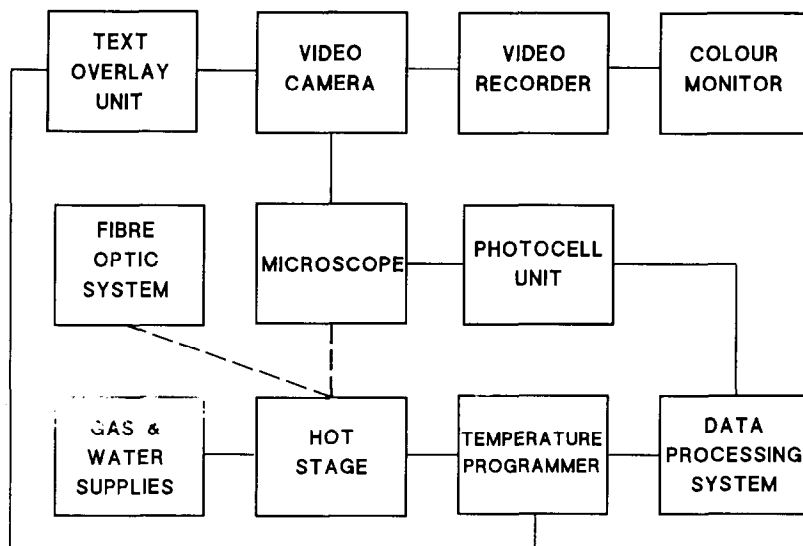 TEXT
OVERLAY
UNIT
VIDEO
CAMERA
VIDEO
RECORDER
COLOUR
MONITOR
FIBRE
OPTIC
SYSTEM
MICROSCOPE
PHOTOCELL
UNIT
GAS &
WATER
SUPPLIES
HOT
STAGE
TEMPERATURE
PROGRAMMER
DATA
PROCESSING
SYSTEM